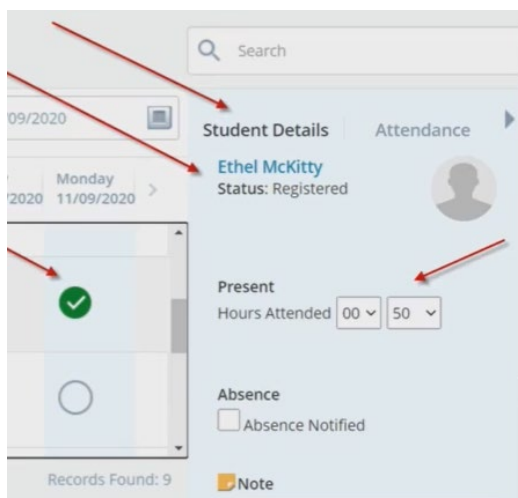 Search
/09/2020
Student Details Attendance
Monday
/2020 11/09/2020 >
Ethel McKitty
Status: Registered
Present
Hours Attended 00 50
Absence
Absence Notified
Records Found: 9
Note